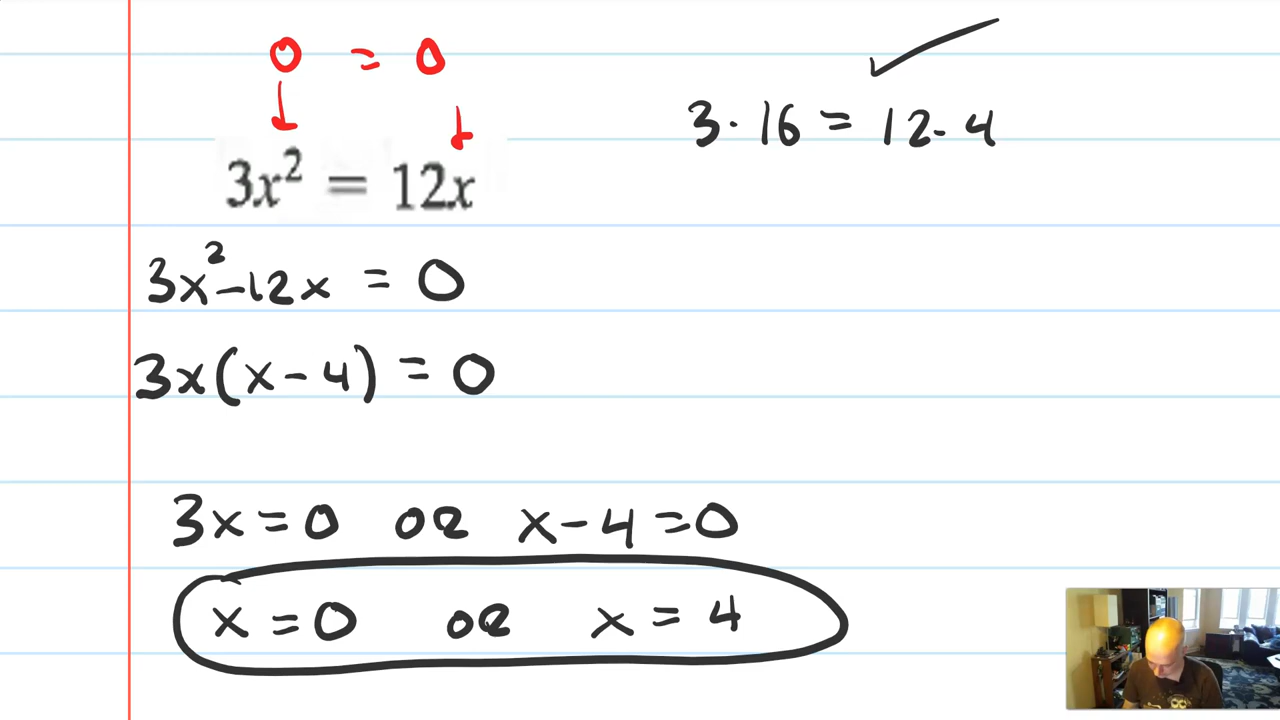 0 = 0
3x² = 12x
3x²-12x = 0
3x(x-4) = 0
3x=0 or x-4=0
x=0 or x=4
3·16 = 12·4